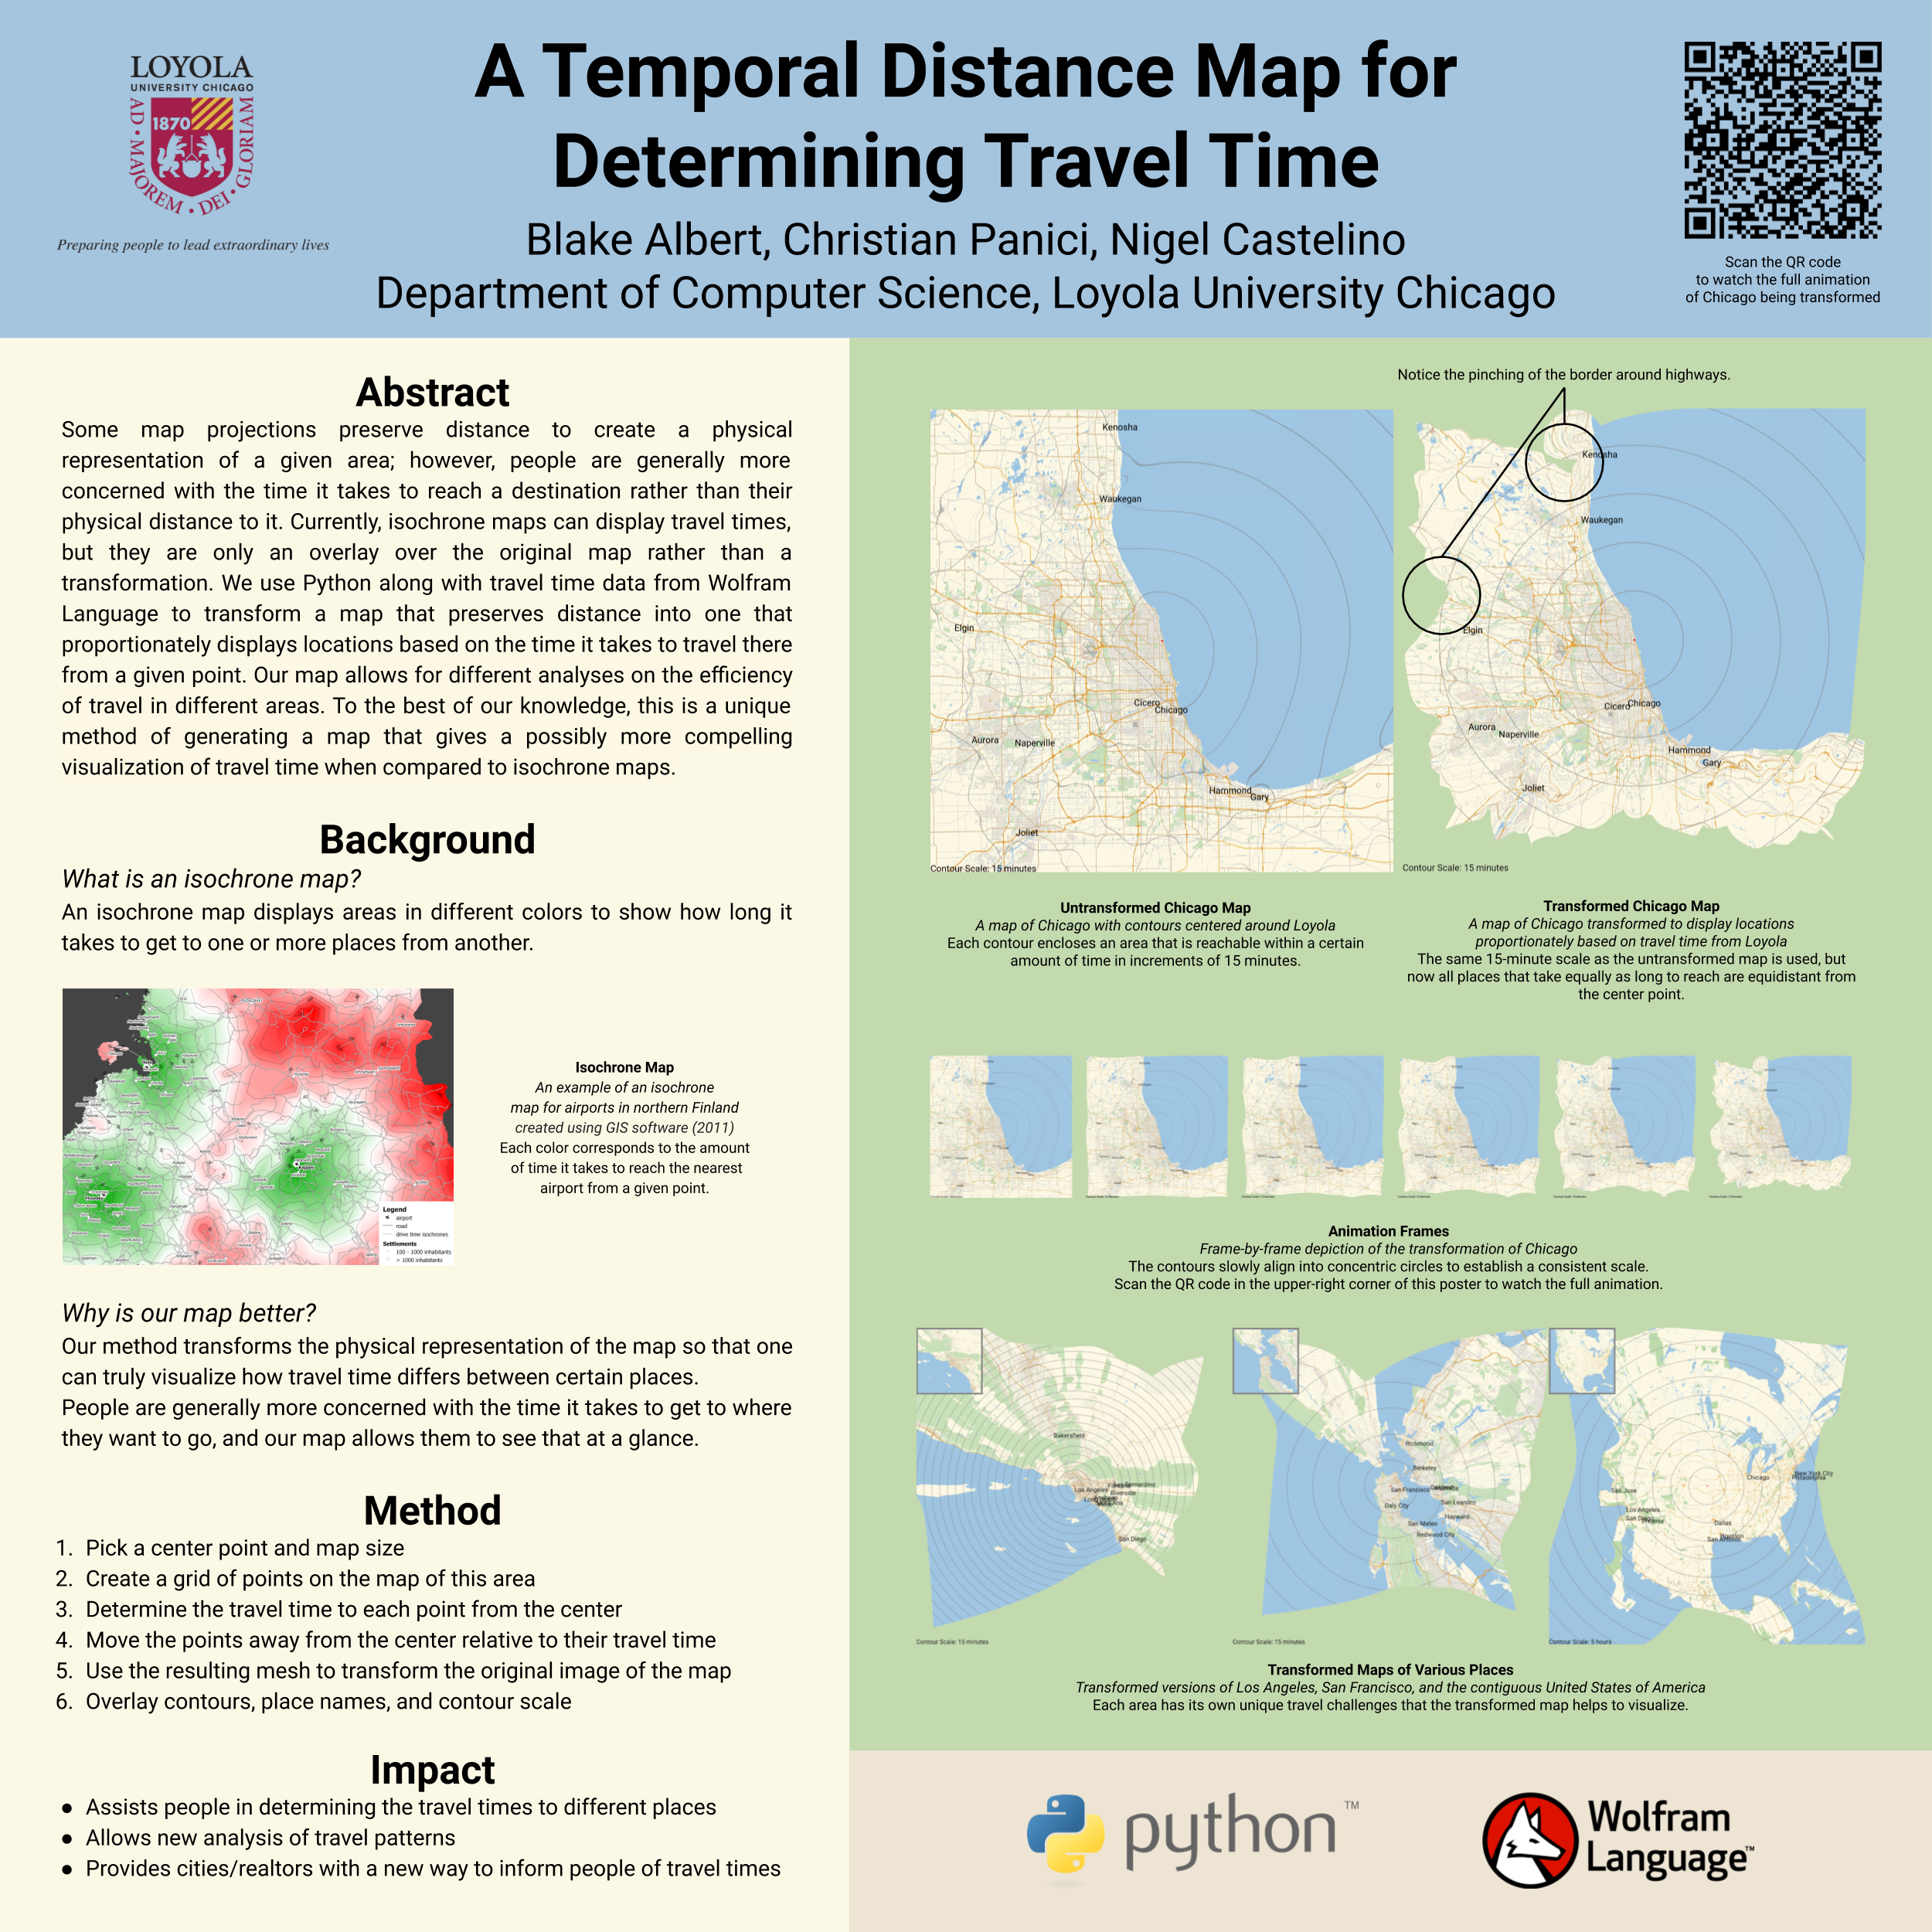 LOYOLA
UNIVERSITY CHICAGO
1870
AD • MAJOREM • DEI • GLORIAM
Preparing people to lead extraordinary lives
A Temporal Distance Map for
Determining Travel Time
Blake Albert, Christian Panici, Nigel Castelino
Department of Computer Science, Loyola University Chicago
Scan the QR code
to watch the full animation
of Chicago being transformed
Abstract
Some map projections preserve distance to create a physical
representation of a given area; however, people are generally more
concerned with the time it takes to reach a destination rather than their
physical distance to it. Currently, isochrone maps can display travel times,
but they are only an overlay over the original map rather than a
transformation. We use Python along with travel time data from Wolfram
Language to transform a map that preserves distance into one that
proportionately displays locations based on the time it takes to travel there
from a given point. Our map allows for different analyses on the efficiency
of travel in different areas. To the best of our knowledge, this is a unique
method of generating a map that gives a possibly more compelling
visualization of travel time when compared to isochrone maps.
Background
What is an isochrone map?
An isochrone map displays areas in different colors to show how long it
takes to get to one or more places from another.
Legend
airport
road
drive time isochrones
Settlements
100 - 1000 inhabitants
> 1000 inhabitants
Isochrone Map
An example of an isochrone
map for airports in northern Finland
created using GIS software (2011)
Each color corresponds to the amount
of time it takes to reach the nearest
airport from a given point.
Why is our map better?
Our method transforms the physical representation of the map so that one
can truly visualize how travel time differs between certain places.
People are generally more concerned with the time it takes to get to where
they want to go, and our map allows them to see that at a glance.
Method
1. Pick a center point and map size
2. Create a grid of points on the map of this area
3. Determine the travel time to each point from the center
4. Move the points away from the center relative to their travel time
5. Use the resulting mesh to transform the original image of the map
6. Overlay contours, place names, and contour scale
Impact
● Assists people in determining the travel times to different places
● Allows new analysis of travel patterns
● Provides cities/realtors with a new way to inform people of travel times
Notice the pinching of the border around highways.
Kenosha
Waukegan
Elgin
Cicero
Chicago
Aurora
Naperville
Hammond
Gary
Joliet
Contour Scale: 15 minutes
Kenosha
Waukegan
Elgin
Cicero
Chicago
Aurora
Naperville
Hammond
Gary
Joliet
Contour Scale: 15 minutes
Untransformed Chicago Map
A map of Chicago with contours centered around Loyola
Each contour encloses an area that is reachable within a certain
amount of time in increments of 15 minutes.
Transformed Chicago Map
A map of Chicago transformed to display locations
proportionately based on travel time from Loyola
The same 15-minute scale as the untransformed map is used, but
now all places that take equally as long to reach are equidistant from
the center point.
Animation Frames
Frame-by-frame depiction of the transformation of Chicago
The contours slowly align into concentric circles to establish a consistent scale.
Scan the QR code in the upper-right corner of this poster to watch the full animation.
Bakersfield
Los Angeles
San Bernardino
Riverside
San Diego
Contour Scale: 15 minutes
Richmond
Berkeley
San Francisco
Daly City
San Leandro
Hayward
San Mateo
Redwood City
Contour Scale: 15 minutes
Chicago
New York City
Philadelphia
San Jose
Los Angeles
San Diego
Phoenix
Dallas
Houston
San Antonio
Contour Scale: 5 hours
Transformed Maps of Various Places
Transformed versions of Los Angeles, San Francisco, and the contiguous United States of America
Each area has its own unique travel challenges that the transformed map helps to visualize.
python™
Wolfram
Language™